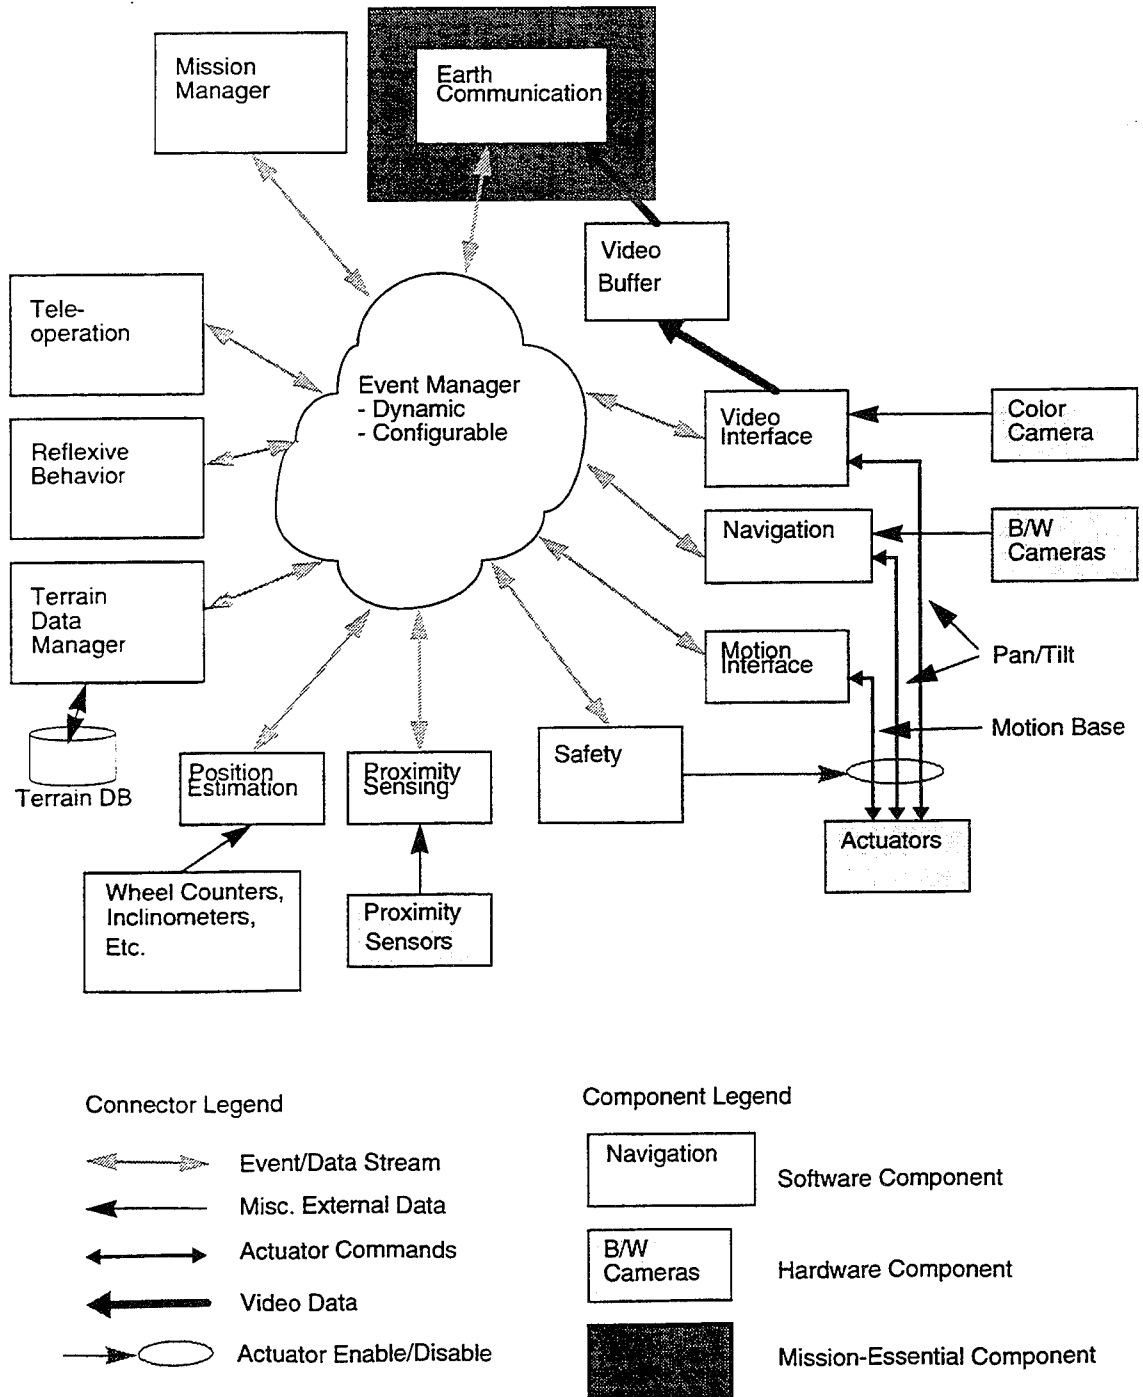 Mission
Manager
Earth
Communication
Video
Buffer
Tele-
operation
Event Manager
- Dynamic
- Configurable
Video
Interface
Color
Camera
Reflexive
Behavior
Navigation
B/W
Cameras
Terrain
Data
Manager
Motion
Interface
Pan/Tilt
Motion Base
Terrain DB
Position
Estimation
Proximity
Sensing
Safety
Actuators
Wheel Counters,
Inclinometers,
Etc.
Proximity
Sensors
Connector Legend
Event/Data Stream
Misc. External Data
Actuator Commands
Video Data
Actuator Enable/Disable
Component Legend
Navigation
Software Component
B/W
Cameras
Hardware Component
Mission-Essential Component